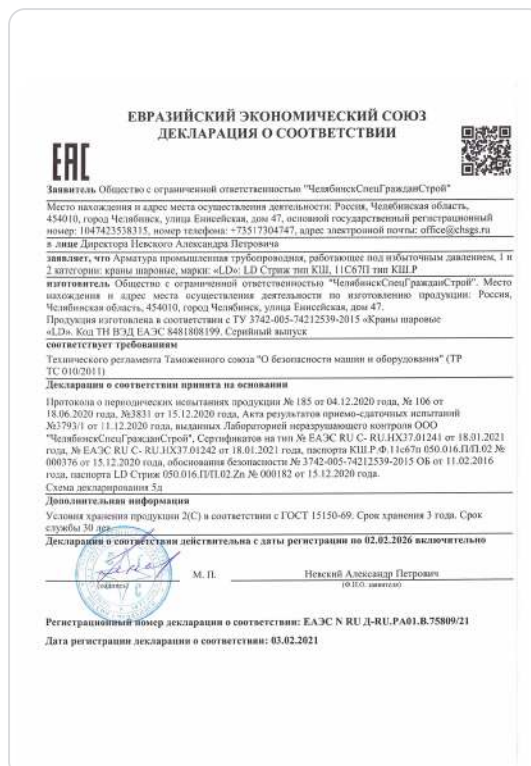 ЕВРАЗИЙСКИЙ ЭКОНОМИЧЕСКИЙ СОЮЗ
ДЕКЛАРАЦИЯ О СООТВЕТСТВИИ
ЕАС
Заявитель Общество с ограниченной ответственностью "ЧелябинскСпецГражданСтрой"
Место нахождения и адрес места осуществления деятельности: Россия, Челябинская область,
454010, город Челябинск, улица Енисейская, дом 47, основной государственный регистрационный
номер: 1047423538315, номер телефона: +73517304747, адрес электронной почты: office@chsgs.ru
в лице Директора Невского Александра Петровича
заявляет, что Арматура промышленная трубопроводная, работающее под избыточным давлением, 1 и
2 категории: краны шаровые, марки: «LD»: LD Стриж тип КШ, 11С67П тип КШ.Р
изготовитель Общество с ограниченной ответственностью "ЧелябинскСпецГражданСтрой". Место
нахождения и адрес места осуществления деятельности по изготовлению продукции: Россия,
Челябинская область, город Челябинск, улица Енисейская, дом 47.
Продукция изготовлена в соответствии с ТУ 3742-005-74212539-2015 «Краны шаровые
«LD». Код ТН ВЭД ЕАЭС 8481808199. Серийный выпуск
соответствует требованиям
Технического регламента Таможенного союза "О безопасности машин и оборудования" (ТР
ТС 010/2011)
Декларация о соответствии принята на основании
Протокола о периодических испытаниях продукции № 185 от 04.12.2020 года, № 106 от
18.06.2020 года, №3831 от 15.12.2020 года, Акта результатов приемо-сдаточных испытаний
№3793/1 от 11.12.2020 года, выданных Лабораторией неразрушающего контроля ООО
"ЧелябинскСпецГражданСтрой", Сертификатов на тип № ЕАЭС RU С- RU.НХ37.01241 от 18.01.2021
года, № ЕАЭС RU С- RU.НХ37.01242 от 18.01.2021 года, паспорта КШ.Р.Ф.11с67п 050.016.П/П.02 №
000376 от 15.12.2020 года, обоснования безопасности № 3742-005-74212539-2015 ОБ от 11.02.2016
года, паспорта LD Стриж 050.016.П/П.02.Zn № 000182 от 15.12.2020 года.
Схема декларирования 5д
Дополнительная информация
Условия хранения продукции 2(С) в соответствии с ГОСТ 15150-69. Срок хранения 3 года. Срок
службы 30 лет.
Декларация о соответствии действительна с даты регистрации по 02.02.2026 включительно
М. П. Невский Александр Петрович
(подпись) (Ф.И.О. заявителя)
Регистрационный номер декларации о соответствии: ЕАЭС N RU Д-RU.РА01.В.75809/21
Дата регистрации декларации о соответствии: 03.02.2021